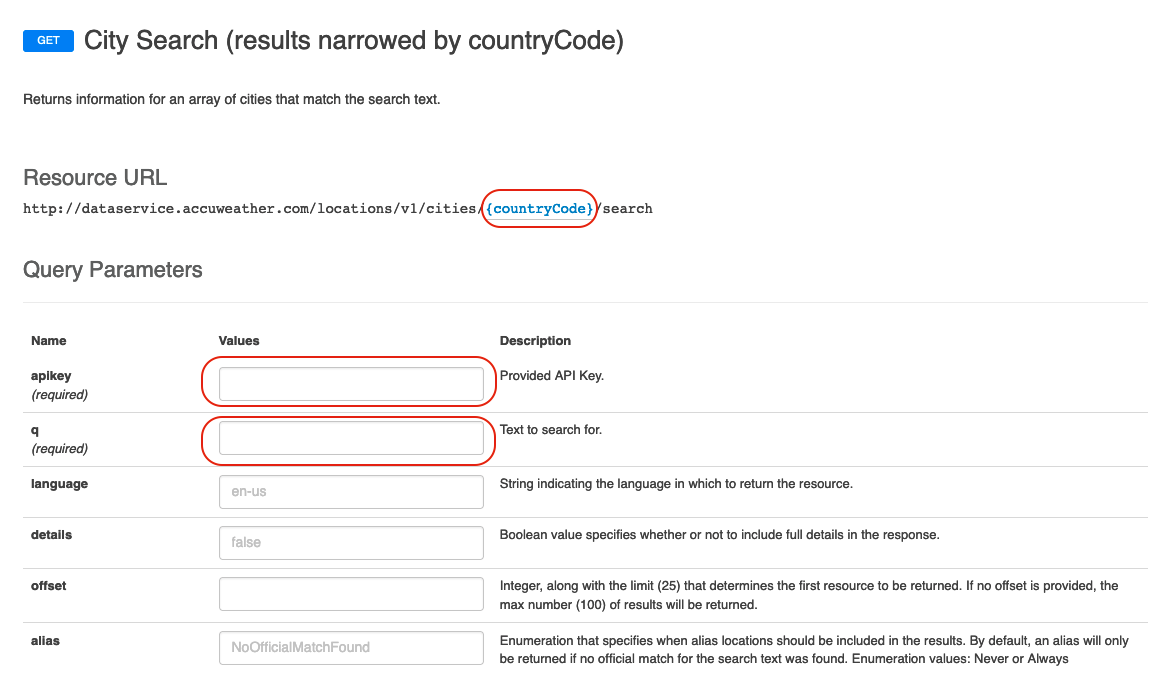 GET City Search (results narrowed by countryCode)
Returns information for an array of cities that match the search text.
Resource URL
http://dataservice.accuweather.com/locations/v1/cities/{countryCode}/search
Query Parameters
Name Values Description
apikey Provided API Key.
(required)
q Text to search for.
(required)
language en-us String indicating the language in which to return the resource.
details false Boolean value specifies whether or not to include full details in the response.
offset Integer, along with the limit (25) that determines the first resource to be returned. If no offset is provided, the
max number (100) of results will be returned.
alias NoOfficialMatchFound Enumeration that specifies when alias locations should be included in the results. By default, an alias will only
be returned if no official match for the search text was found. Enumeration values: Never or Always